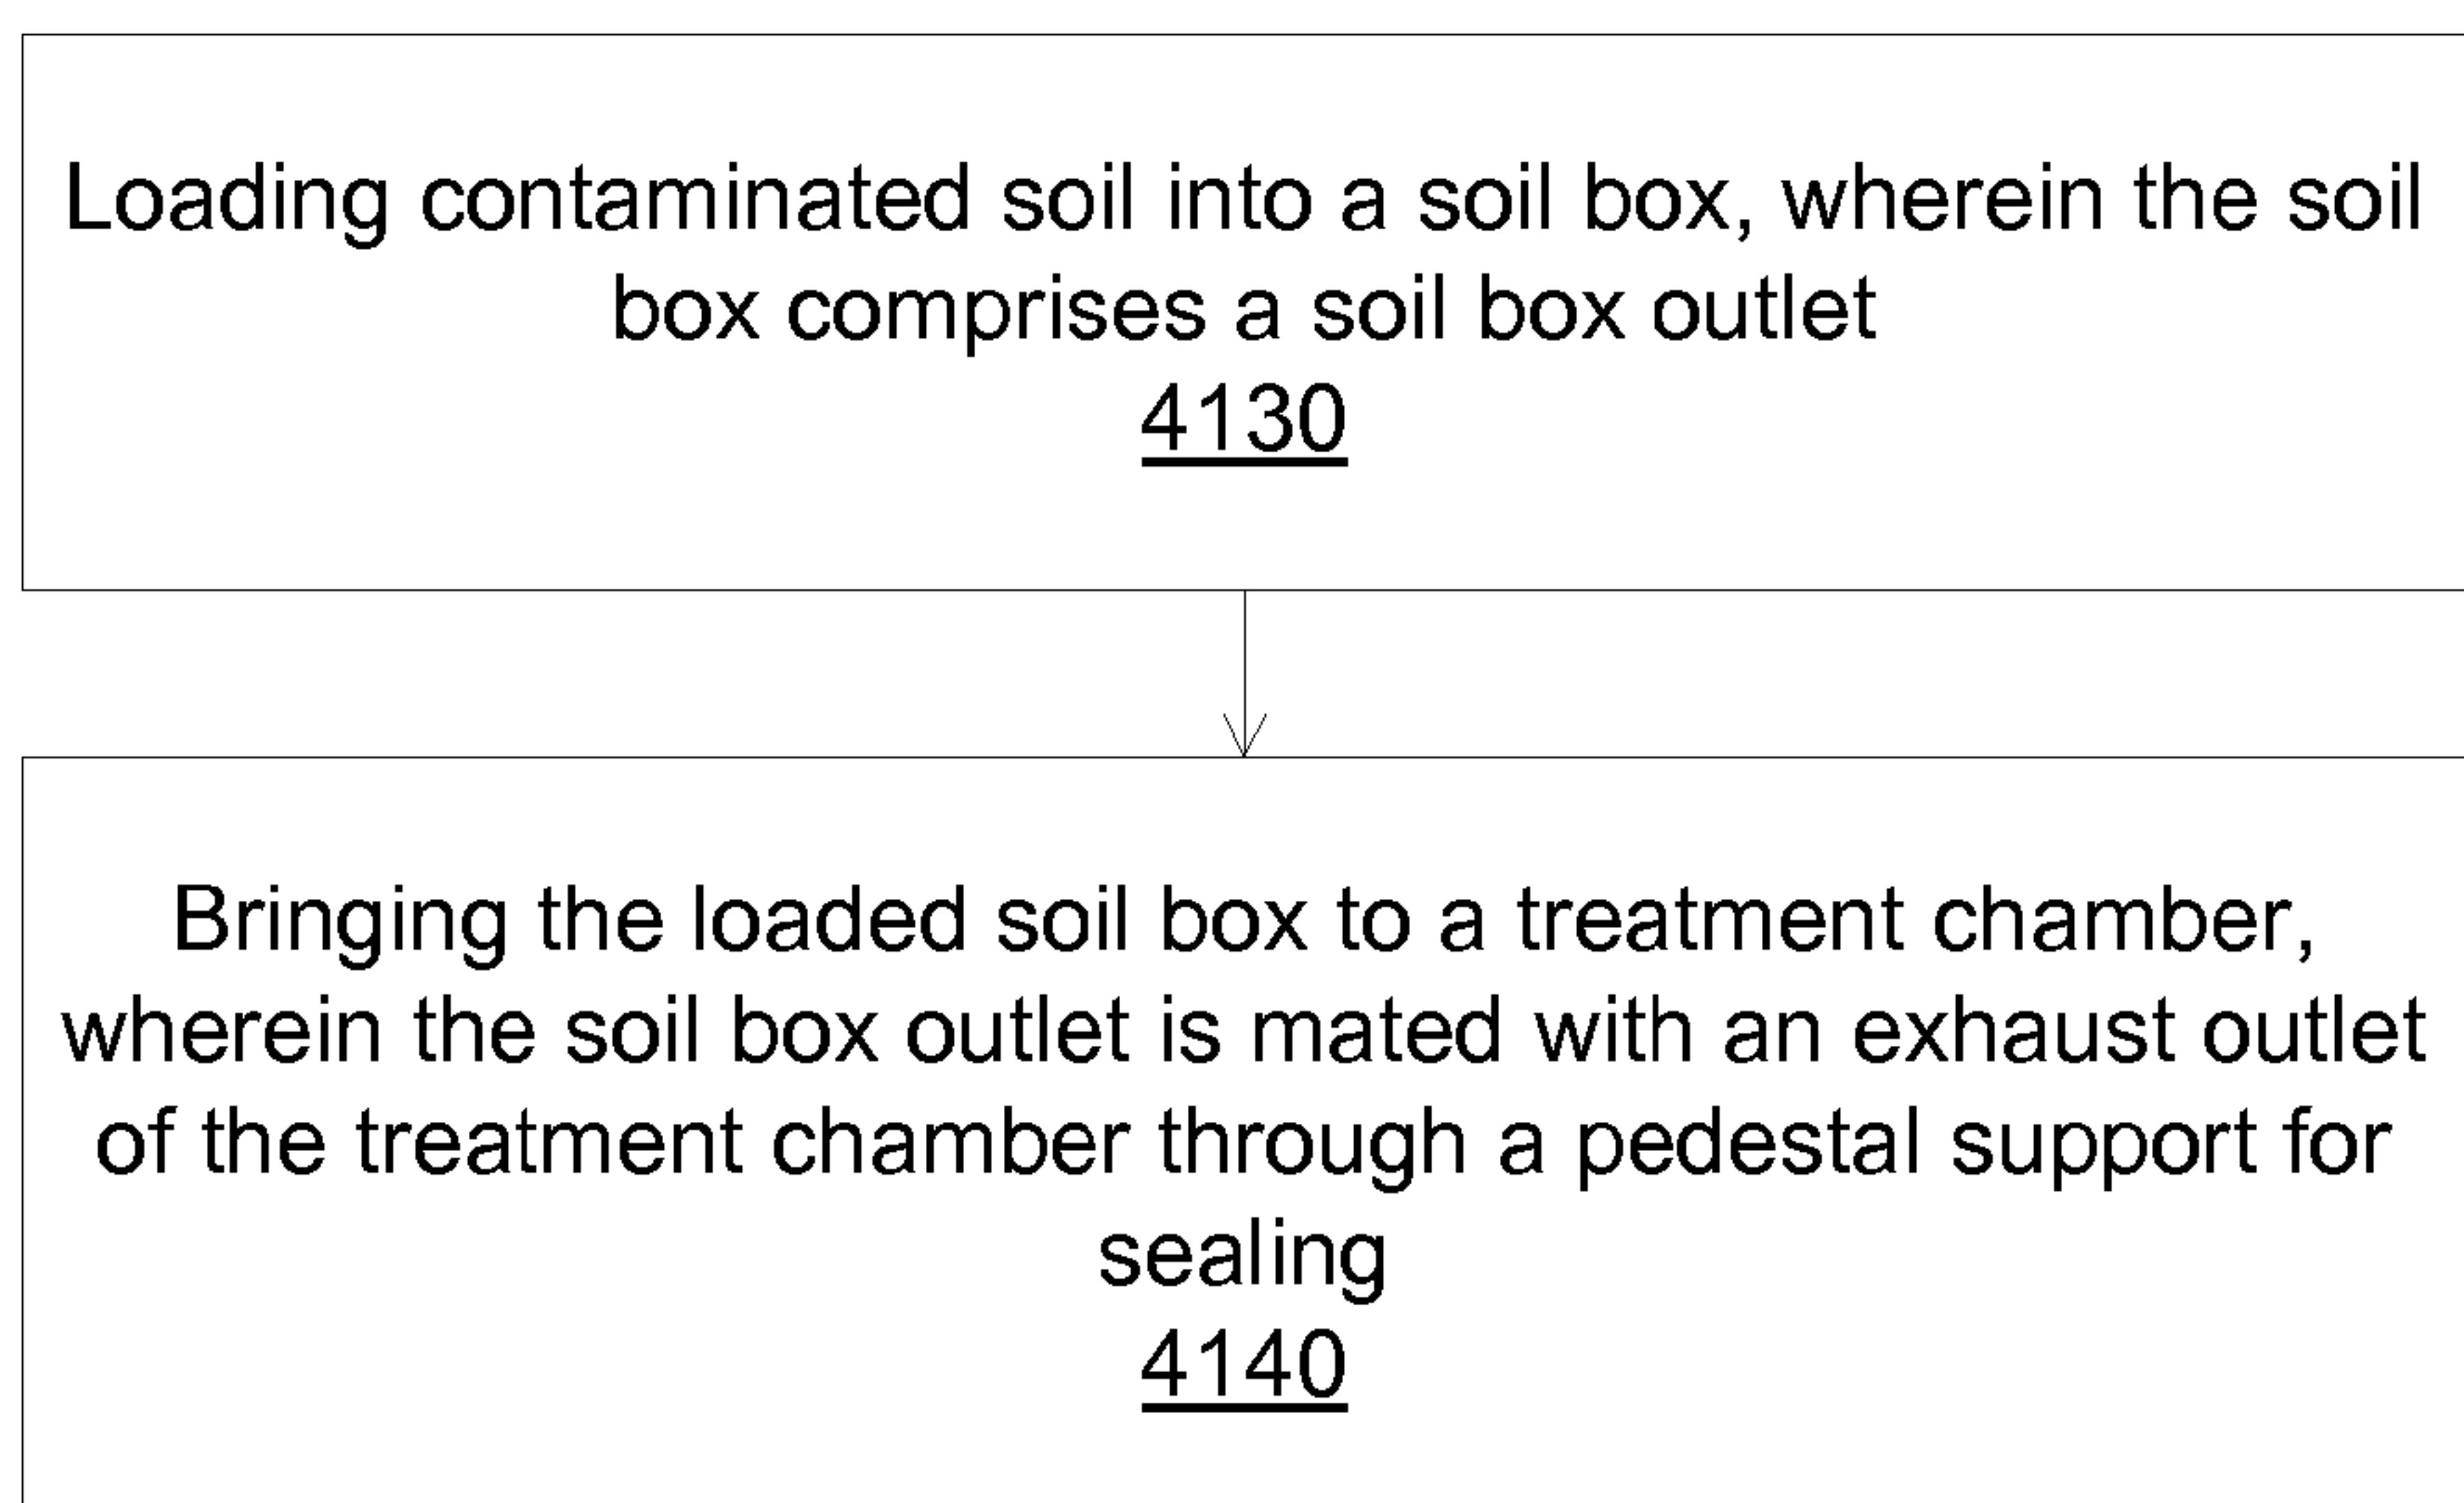 Loading contaminated soil into a soil box, wherein the soil
box comprises a soil box outlet
4130
Bringing the loaded soil box to a treatment chamber,
wherein the soil box outlet is mated with an exhaust outlet
of the treatment chamber through a pedestal support for
sealing
4140